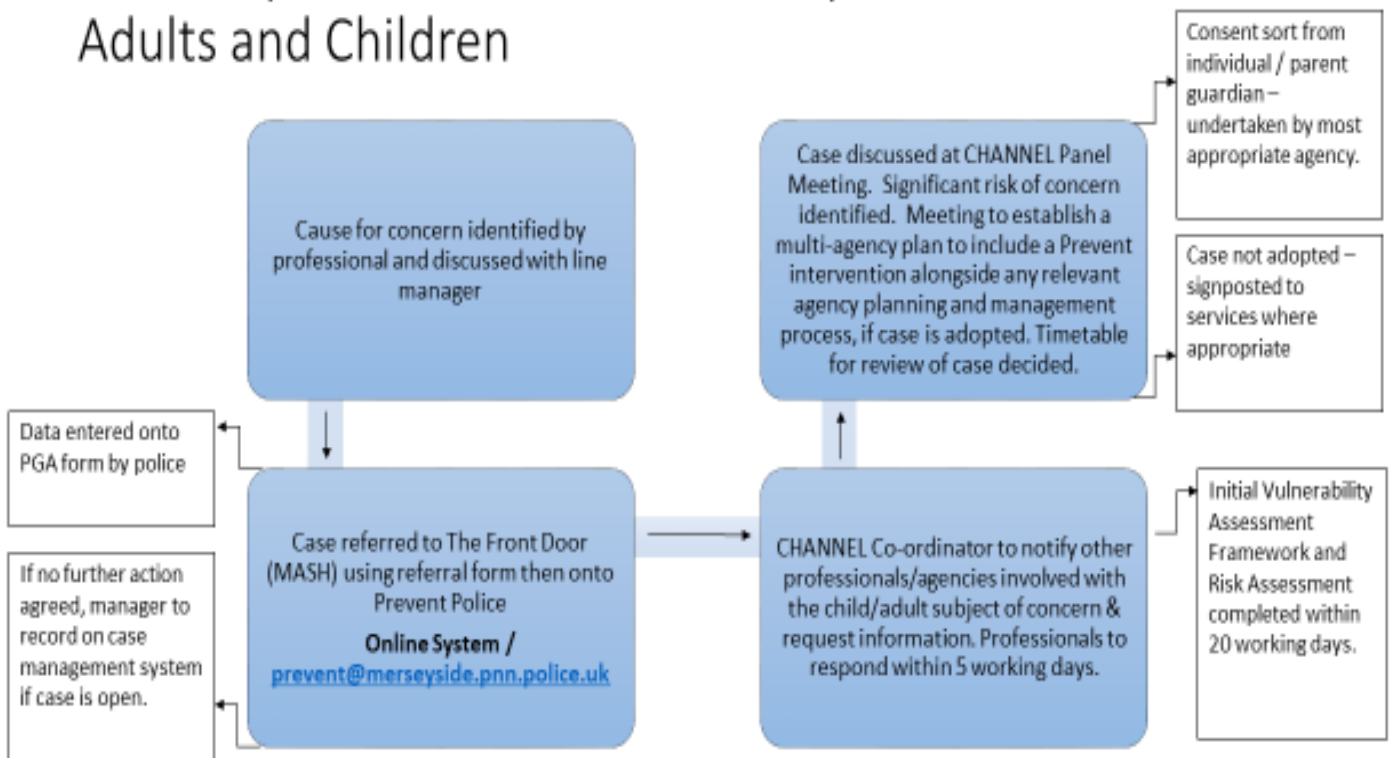 Adults and Children
Cause for concern identified by
professional and discussed with line
manager
Data entered onto
PGA form by police
If no further action
agreed, manager to
record on case
management system
if case is open.
Case referred to The Front Door
(MASH) using referral form then onto
Prevent Police
Online System /
prevent@merseyside.pnn.police.uk
CHANNEL Co-ordinator to notify other
professionals/agencies involved with
the child/adult subject of concern &
request information. Professionals to
respond within 5 working days.
Initial Vulnerability
Assessment
Framework and
Risk Assessment
completed within
20 working days.
Case discussed at CHANNEL Panel
Meeting. Significant risk of concern
identified. Meeting to establish a
multi-agency plan to include a Prevent
intervention alongside any relevant
agency planning and management
process, if case is adopted. Timetable
for review of case decided.
Consent sort from
individual / parent
guardian –
undertaken by most
appropriate agency.
Case not adopted –
signposted to
services where
appropriate